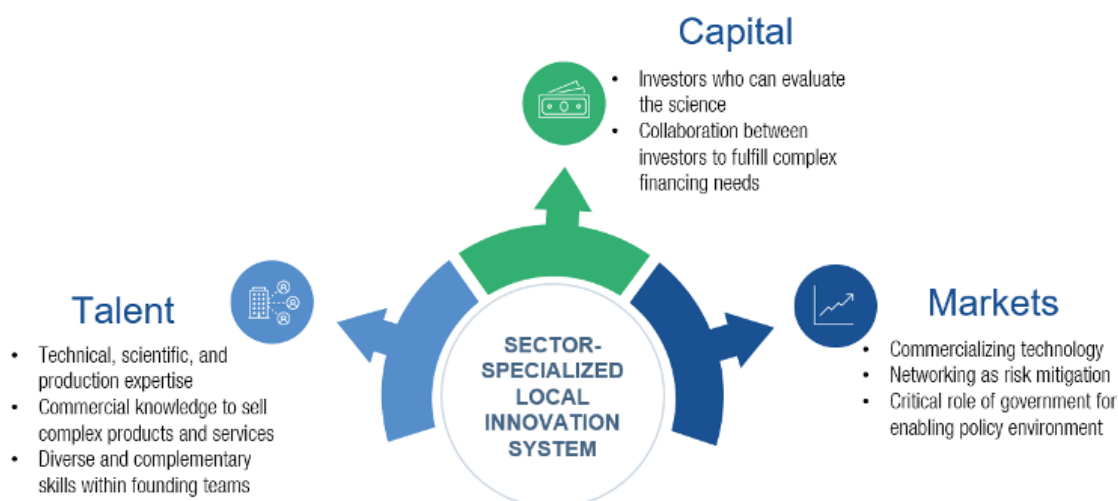 Capital
• Investors who can evaluate
the science
• Collaboration between
investors to fulfill complex
financing needs
Talent
• Technical, scientific, and
production expertise
• Commercial knowledge to sell
complex products and services
• Diverse and complementary
skills within founding teams
SECTOR-
SPECIALIZED
LOCAL
INNOVATION
SYSTEM
Markets
• Commercializing technology
• Networking as risk mitigation
• Critical role of government for
enabling policy environment